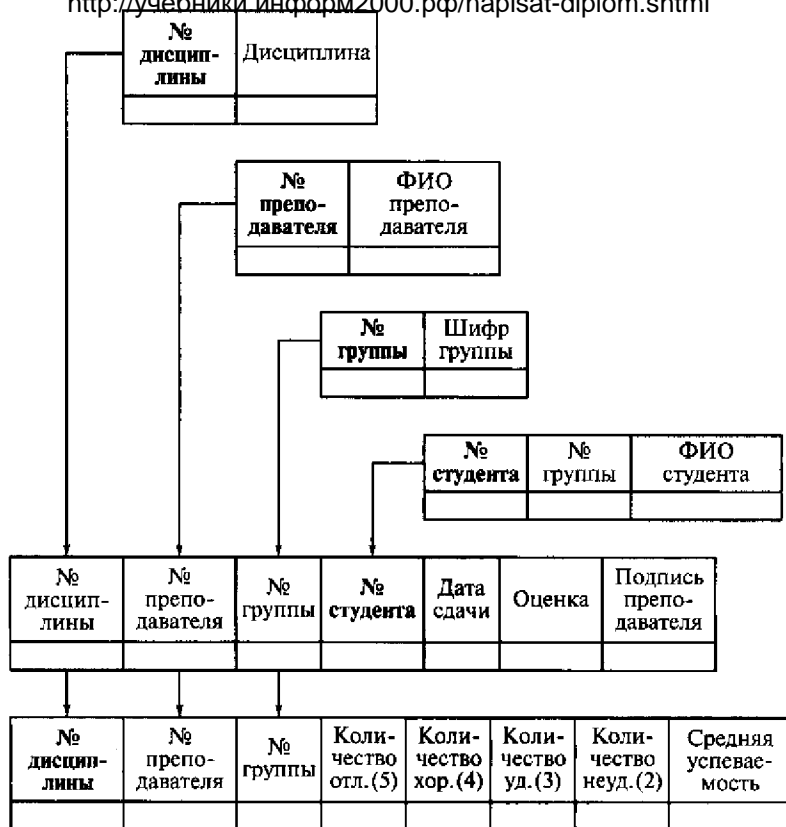 http://учебники.информ2000.рф/napisat-diplom.shtml
№
дисцип-
лины
Дисциплина
№
препо-
давателя
ФИО
препо-
давателя
№
группы
Шифр
группы
№
студента
№
группы
ФИО
студента
№
дисцип-
лины
№
препо-
давателя
№
группы
№
студента
Дата
сдачи
Оценка
Подпись
препо-
давателя
№
дисцип-
лины
№
препо-
давателя
№
группы
Коли-
чество
отл.(5)
Коли-
чество
хор.(4)
Коли-
чество
уд.(3)
Коли-
чество
неуд.(2)
Средняя
успевае-
мость